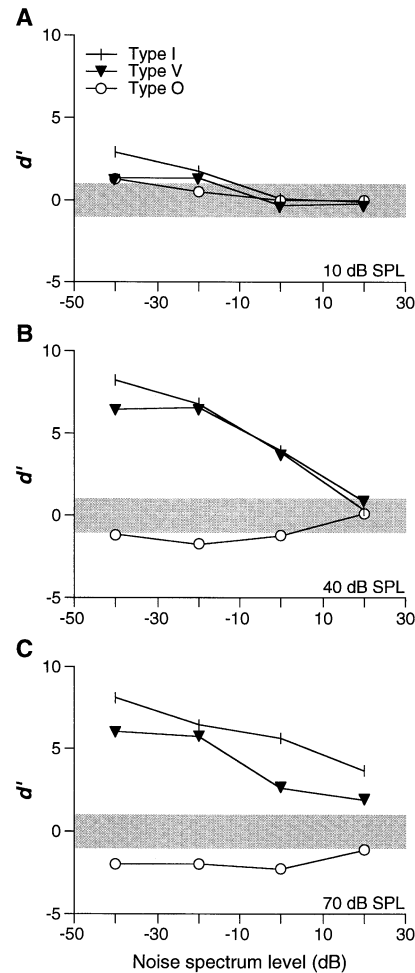 A
10
Type I
Type V
Type O
5
d'
0
10 dB SPL
-5
-50 -30 -10 10 30
B
10
5
d'
0
40 dB SPL
-5
-50 -30 -10 10 30
C
10
5
d'
0
70 dB SPL
-5
-50 -30 -10 10 30
Noise spectrum level (dB)